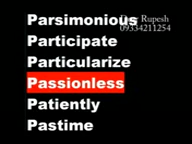 Parsimonious
Rupesh
09334211254
Participate
Particularize
Passionless
Patiently
Pastime